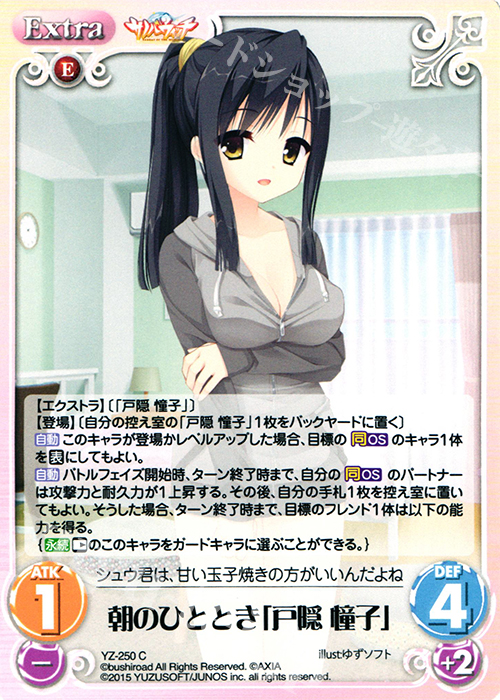 Extra
サノバウィッチ
E
【エクストラ】〔「戸隠 憧子」〕
【登場】〔自分の控え室の「戸隠 憧子」1枚をバックヤードに置く〕
自動 このキャラが登場かレベルアップした場合、目標の 同OS のキャラ1体
を表にしてもよい。
自動 バトルフェイズ開始時、ターン終了時まで、自分の 同OS のパートナー
は攻撃力と耐久力が1上昇する。その後、自分の手札1枚を控え室に置い
てもよい。そうした場合、ターン終了時まで、目標のフレンド1体は以下の能
力を得る。
{永続 のこのキャラをガードキャラに選ぶことができる。}
シュウ君は、甘い玉子焼きの方がいいんだよね
ATK
1
DEF
4
朝のひととき「戸隠 憧子」
−
+2
YZ-250 C
illust:ゆずソフト
©bushiroad All Rights Reserved. ©AXIA
©2015 YUZUSOFT/JUNOS inc. all rights reserved.